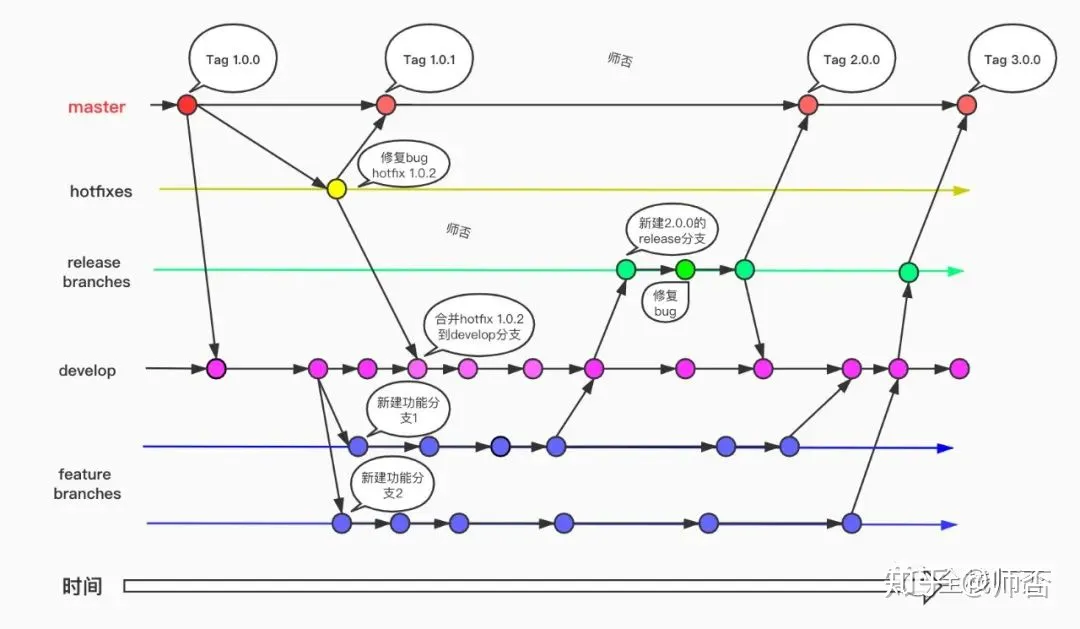 Tag 1.0.0
Tag 1.0.1
师否
Tag 2.0.0
Tag 3.0.0
master
修复bug
hotfix 1.0.2
hotfixes
师否
新建2.0.0的
release分支
release
branches
修复
bug
合并hotfix 1.0.2
到develop分支
develop
新建功能分
支1
feature
branches
新建功能分
支2
时间
知乎 @师否